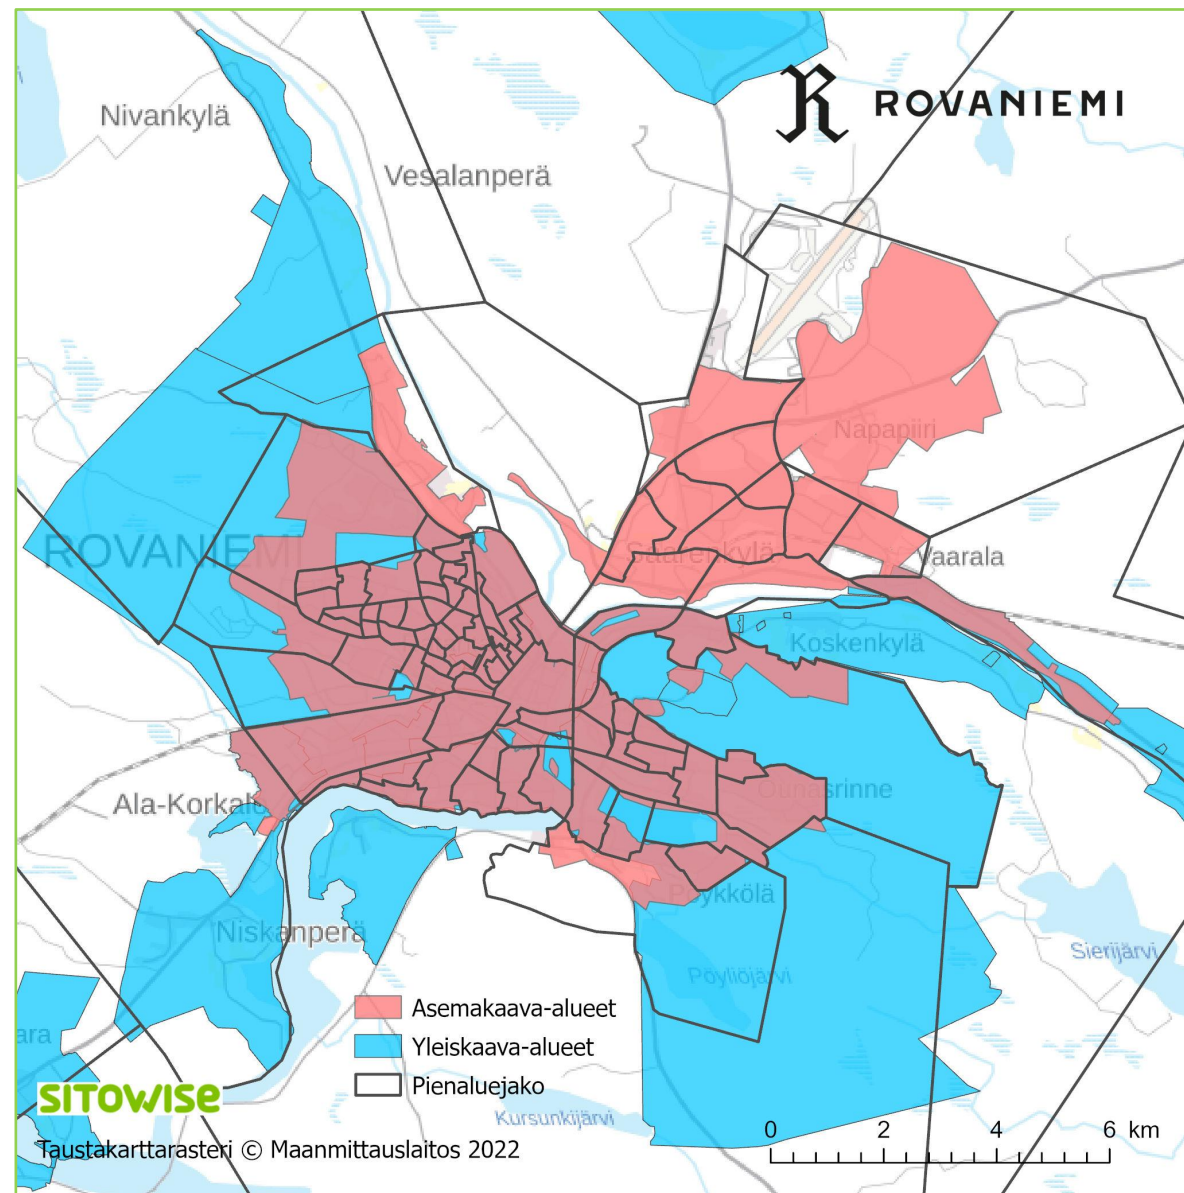 Nivankylä
R ROVANIEMI
Vesalanperä
Napapiiri
ROVANIEMI
Saarenkylä
Vaarala
Koskenkylä
Ounasrinne
Ala-Korkalo
Pöykkölä
Niskanperä
Sierijärvi
Pöyliöjärvi
Asemakaava-alueet
ara
Yleiskaava-alueet
Pienaluejako
SITOWISE
Kursunkijärvi
0 2 4 6 km
Taustakarttarasteri © Maanmittauslaitos 2022